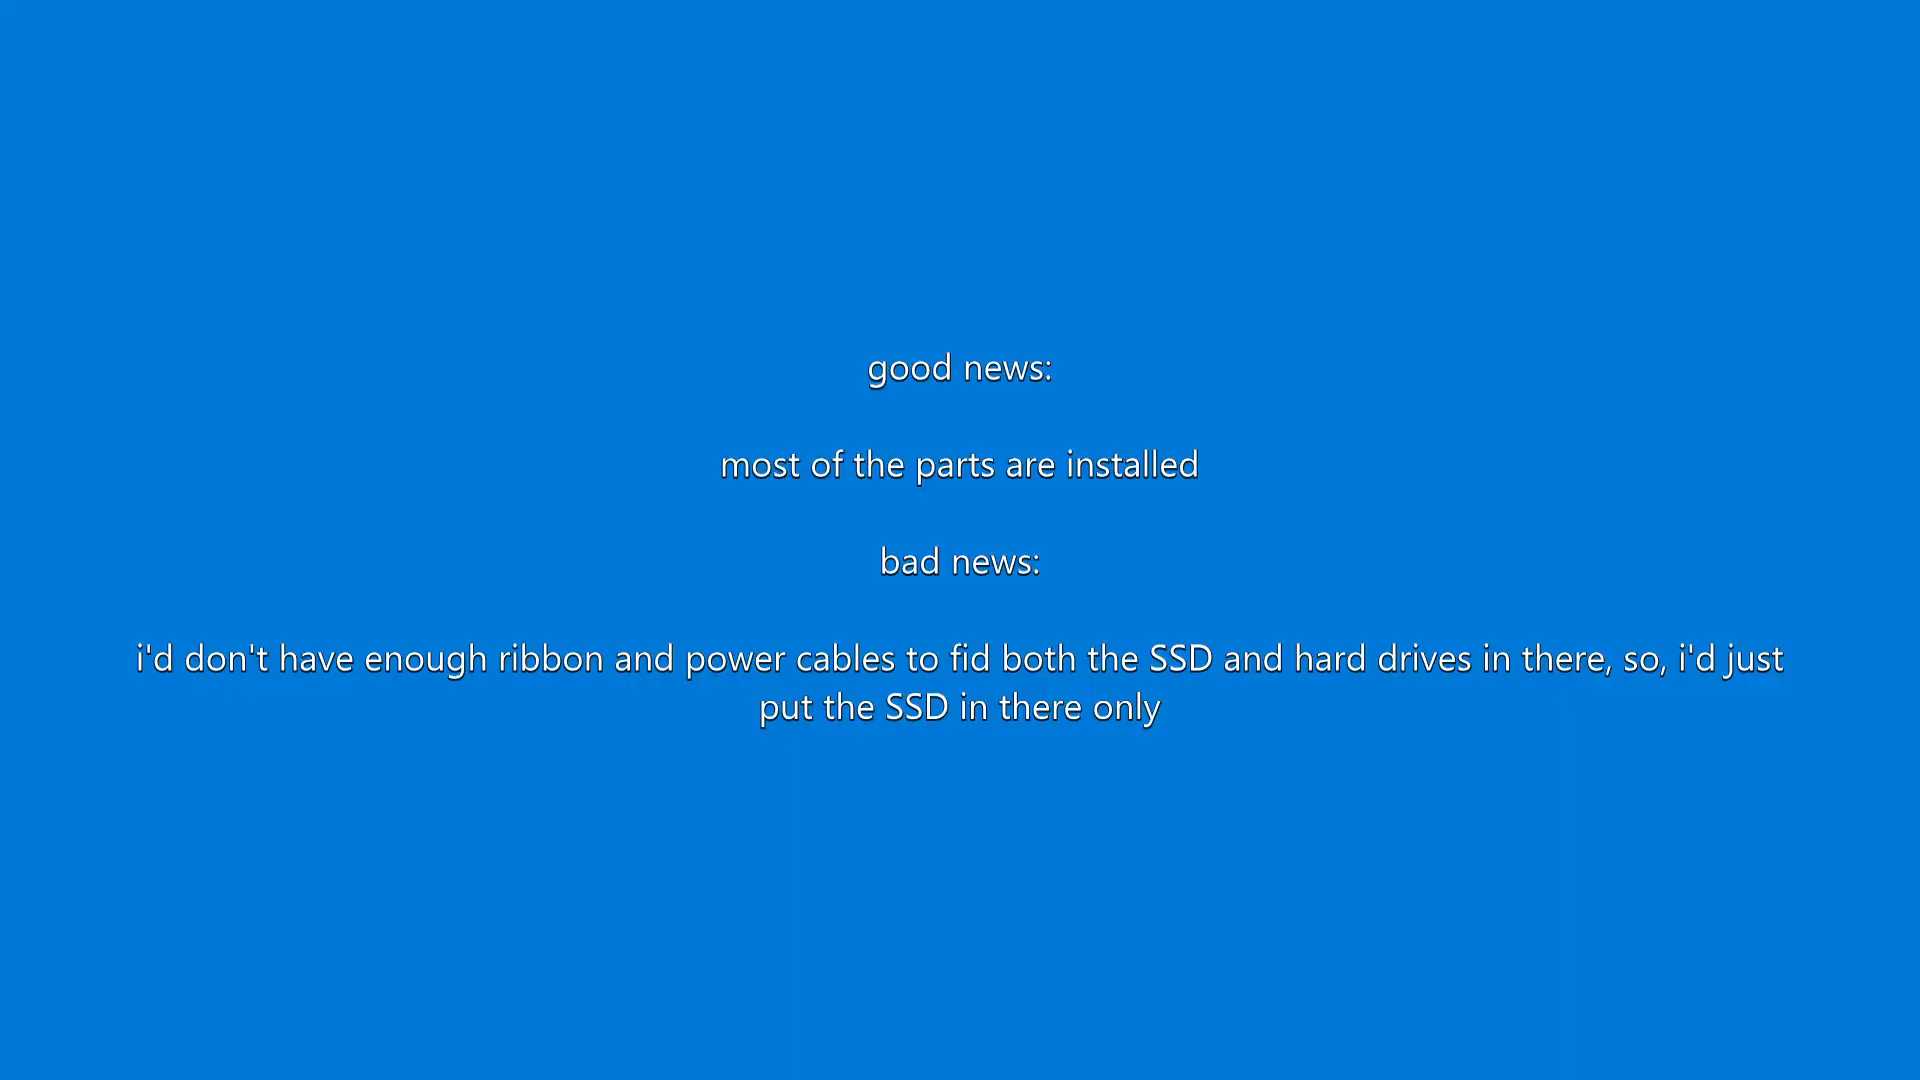 good news:
most of the parts are installed
bad news:
i'd don't have enough ribbon and power cables to fid both the SSD and hard drives in there, so, i'd just
put the SSD in there only